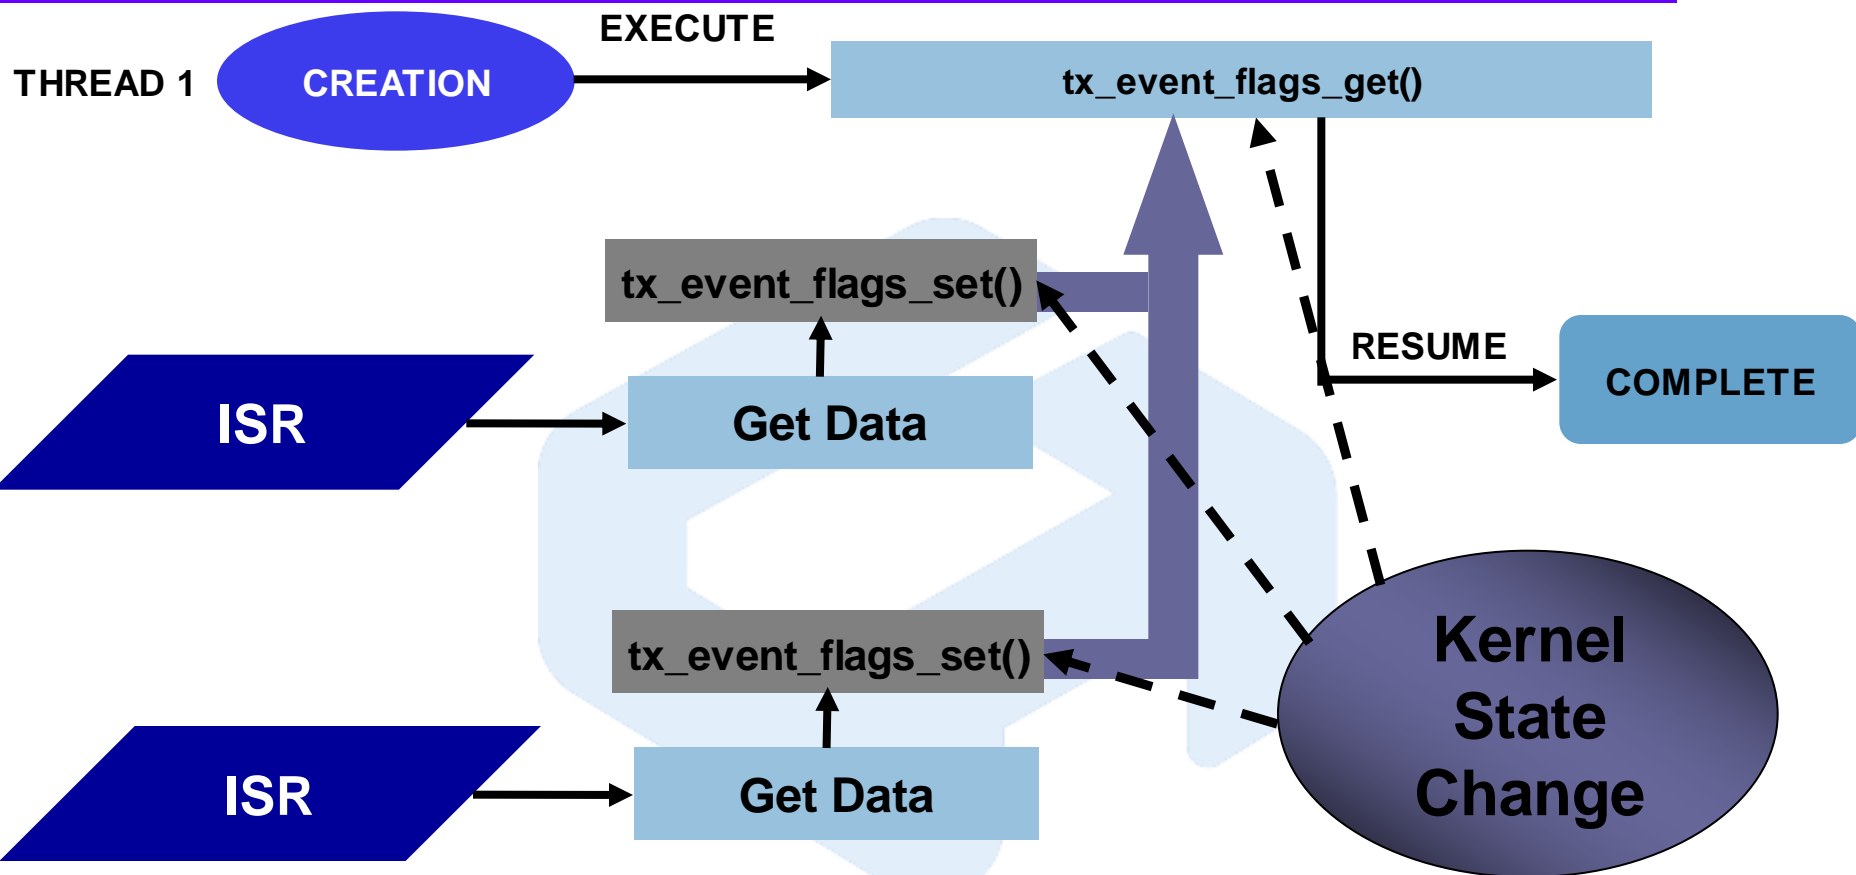 EXECUTE
THREAD 1
CREATION
tx_event_flags_get()
tx_event_flags_set()
RESUME
COMPLETE
ISR
Get Data
tx_event_flags_set()
Kernel
State
Change
ISR
Get Data